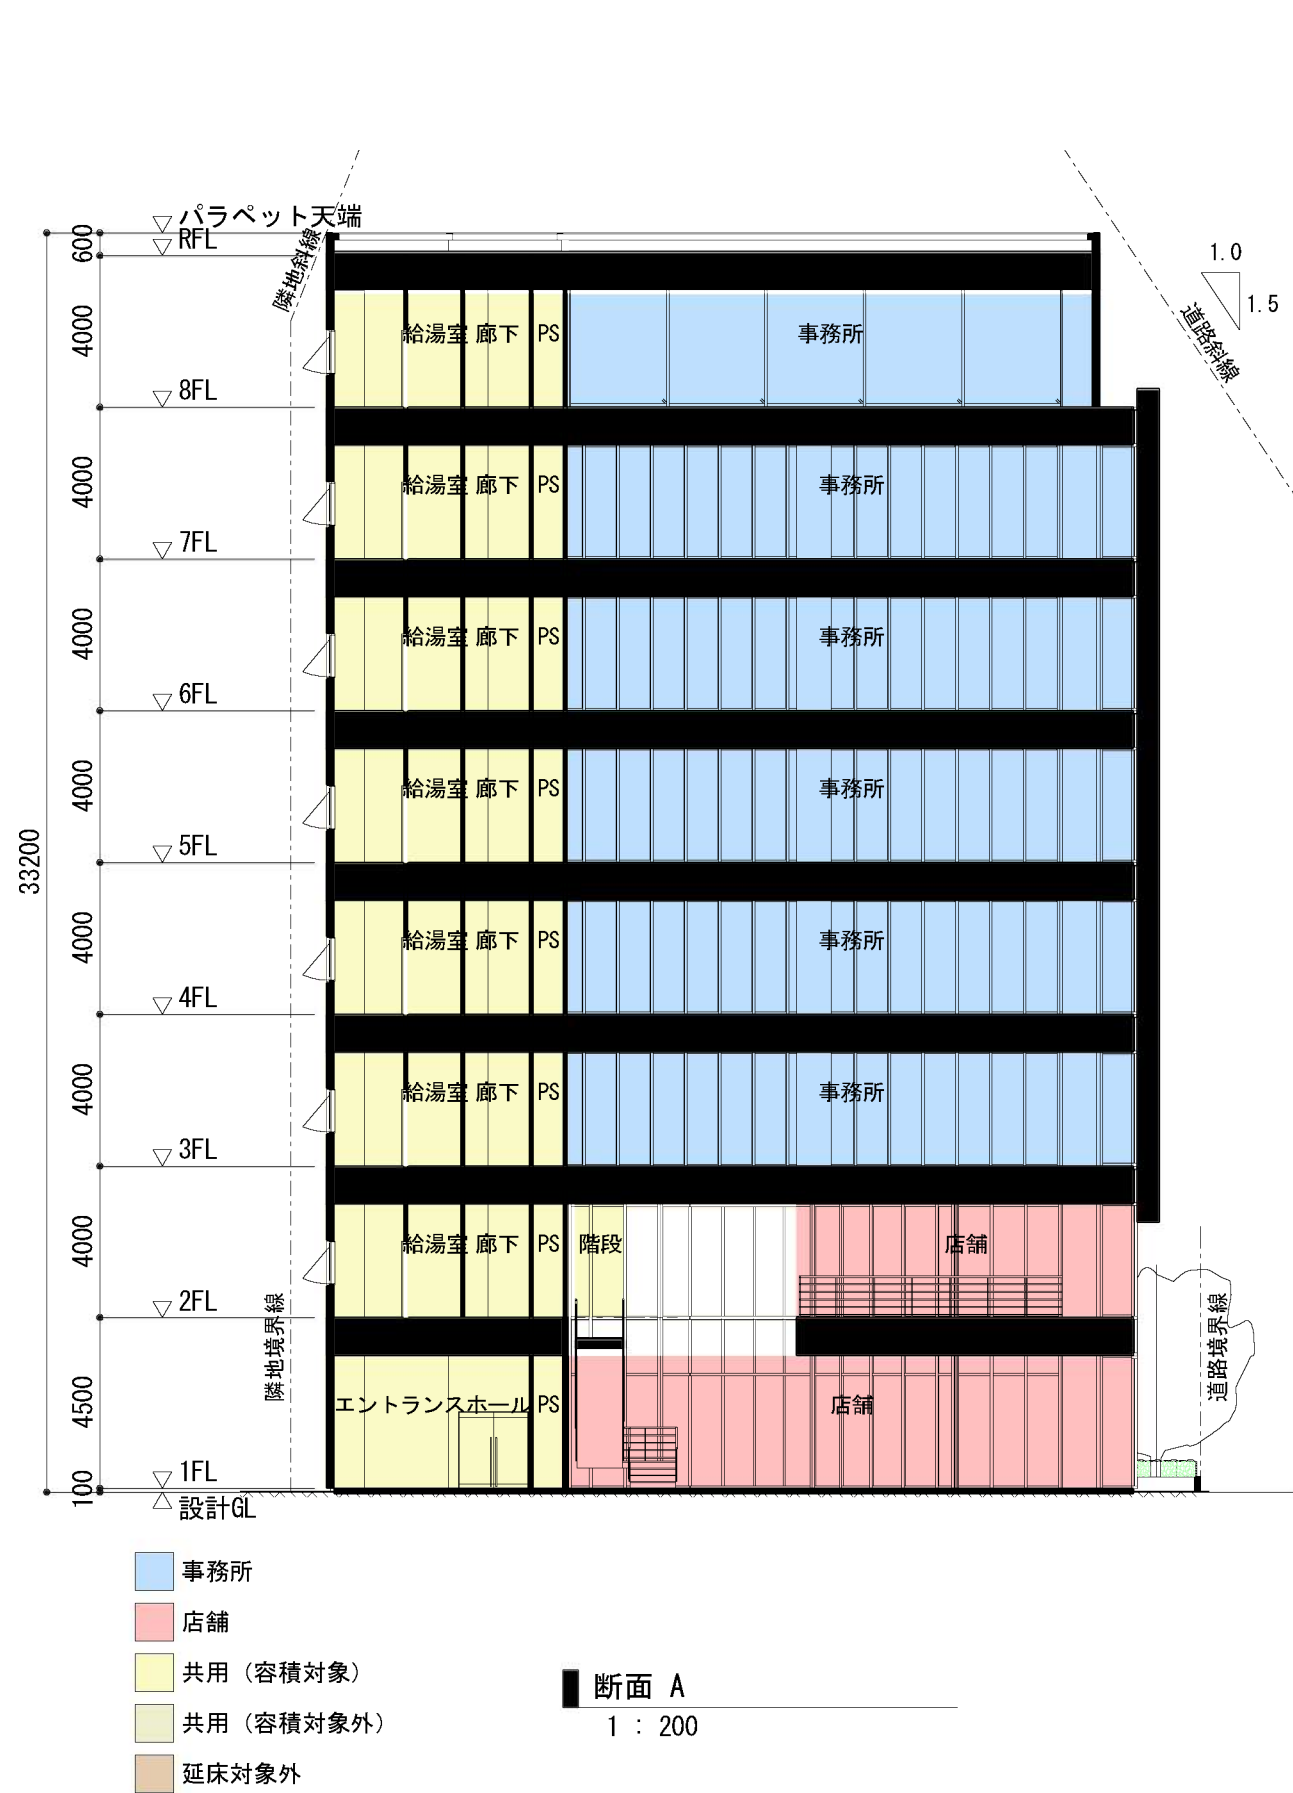 パラペット天端
600
RFL
隣地斜線
1.0
1.5
道路斜線
4000
給湯室 廊下 PS 事務所
8FL
4000
給湯室 廊下 PS 事務所
7FL
4000
給湯室 廊下 PS 事務所
6FL
4000
給湯室 廊下 PS 事務所
5FL
33200
4000
給湯室 廊下 PS 事務所
4FL
4000
給湯室 廊下 PS 事務所
3FL
4000
給湯室 廊下 PS 階段 店舗
2FL
隣地境界線
道路境界線
4500
エントランスホール PS 店舗
1FL
100
設計GL
事務所
店舗
共用（容積対象）
共用（容積対象外）
延床対象外
断面 A
1 : 200